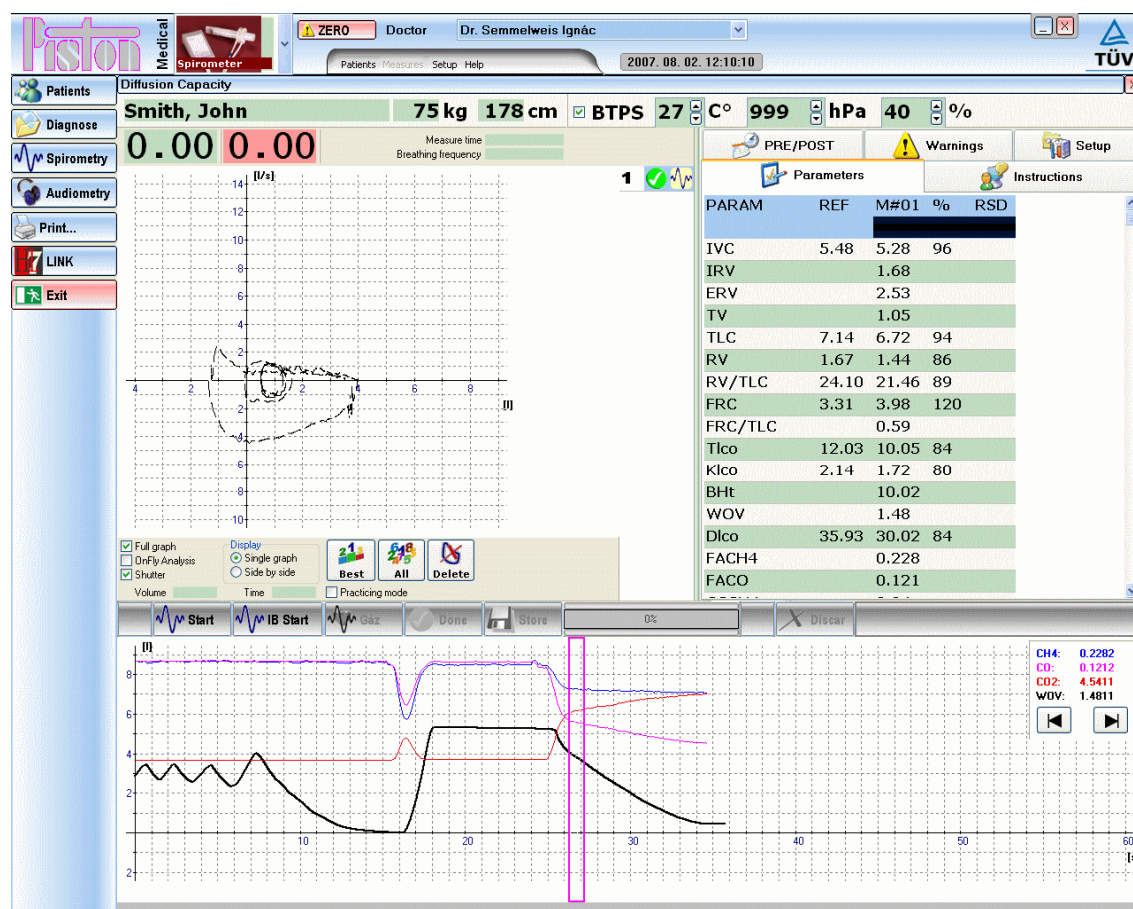 Piston Medical
Spirometer
ZERO Doctor Dr. Semmelweis Ignác
Patients Measures Setup Help
2007. 08. 02. 12:10:10
TÜV
Patients
Diagnose
Spirometry
Audiometry
Print...
H7 LINK
Exit
Diffusion Capacity
Smith, John 75 kg 178 cm BTPS 27 C° 999 hPa 40 %
0.00 0.00
Measure time
Breathing frequency
1
PRE/POST Warnings Setup
Parameters Instructions
PARAM REF M#01 % RSD
IVC 5.48 5.28 96
IRV 1.68
ERV 2.53
TV 1.05
TLC 7.14 6.72 94
RV 1.67 1.44 86
RV/TLC 24.10 21.46 89
FRC 3.31 3.98 120
FRC/TLC 0.59
Tlco 12.03 10.05 84
Klco 2.14 1.72 80
BHt 10.02
WOV 1.48
Dlco 35.93 30.02 84
FACH4 0.228
FACO 0.121
[l/s]
14
12
10
8
6
4
2
4 2 2 4 6 8
[l]
2
4
6
8
10
Full graph
OnFly Analysis
Shutter
Display
Single graph
Side by side
Best All Delete
Volume Time Practicing mode
Start IB Start Gáz Done Store 0% Discar
[l]
8
6
4
2
10 20 30 40 50 60
2
CH4: 0.2282
CO: 0.1212
CO2: 4.5411
WOV: 1.4811